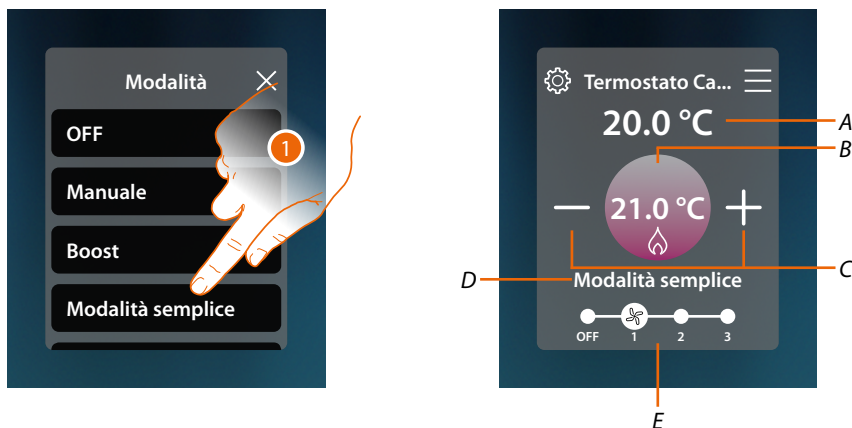 Modalità
OFF
Manuale
Boost
Modalità semplice
1
Termostato Ca...
20.0 °C
21.0 °C
Modalità semplice
OFF 1 2 3
A
B
C
D
E